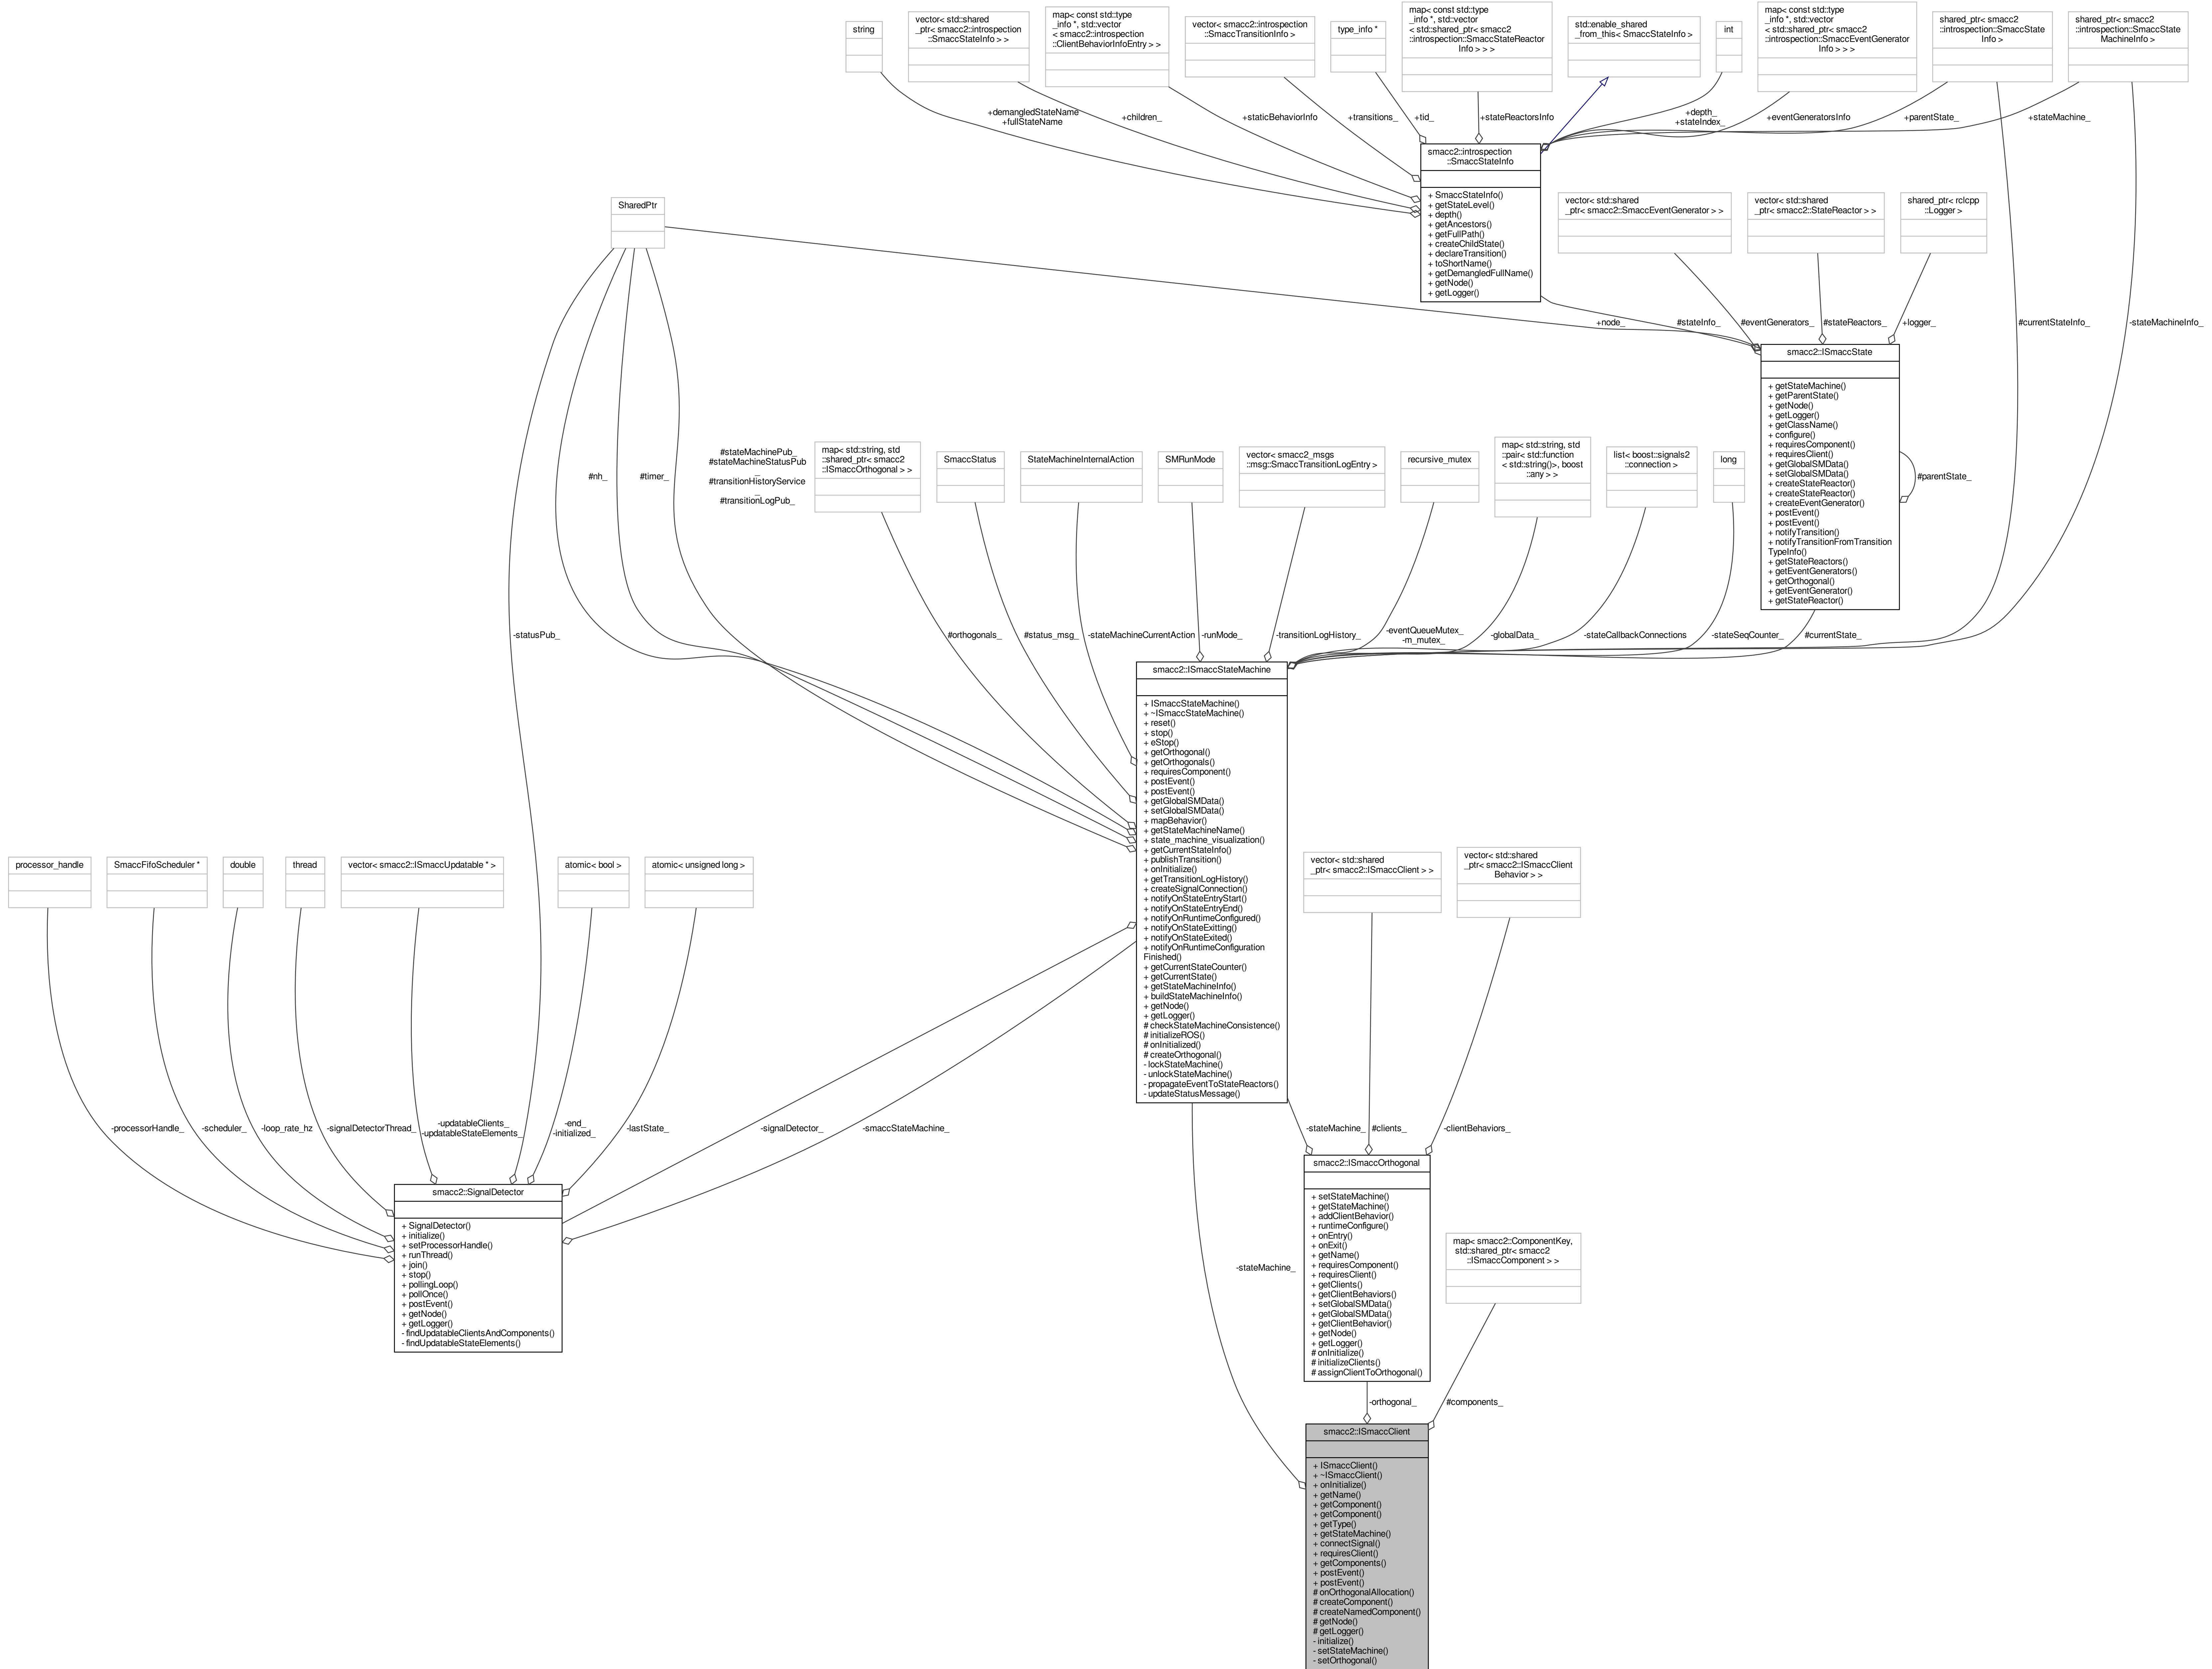 string
vector< std::shared
_ptr< smacc2::introspection
::SmaccStateInfo > >
map< const std::type
_info *, std::vector
< smacc2::introspection
::ClientBehaviorInfoEntry > >
vector< smacc2::introspection
::SmaccTransitionInfo >
type_info *
map< const std::type
_info *, std::vector
< std::shared_ptr< smacc2
::introspection::SmaccStateReactor
Info > > >
std::enable_shared
_from_this< SmaccStateInfo >
int
map< const std::type
_info *, std::vector
< std::shared_ptr< smacc2
::introspection::SmaccEventGenerator
Info > > >
shared_ptr< smacc2
::introspection::SmaccState
Info >
shared_ptr< smacc2
::introspection::SmaccState
MachineInfo >
+demangledStateName
+fullStateName
+children_
+staticBehaviorInfo
+transitions_
+tid_
+stateReactorsInfo
+depth_
+stateIndex_
+eventGeneratorsInfo
+parentState_
+stateMachine_
smacc2::introspection
::SmaccStateInfo
+ SmaccStateInfo()
+ getStateLevel()
+ depth()
+ getAncestors()
+ getFullPath()
+ createChildState()
+ declareTransition()
+ toShortName()
+ getDemangledFullName()
+ getNode()
+ getLogger()
SharedPtr
vector< std::shared
_ptr< smacc2::SmaccEventGenerator > >
vector< std::shared
_ptr< smacc2::StateReactor > >
shared_ptr< rclcpp
::Logger >
+node_
#stateInfo_
#eventGenerators_
#stateReactors_
+logger_
#currentStateInfo_
-stateMachineInfo_
smacc2::ISmaccState
+ getStateMachine()
+ getParentState()
+ getNode()
+ getLogger()
+ getClassName()
+ configure()
+ requiresComponent()
+ requiresClient()
+ getGlobalSMData()
+ setGlobalSMData()
+ createStateReactor()
+ createStateReactor()
+ createEventGenerator()
+ postEvent()
+ postEvent()
+ notifyTransition()
+ notifyTransitionFromTransition
TypeInfo()
+ getStateReactors()
+ getEventGenerators()
+ getOrthogonal()
+ getEventGenerator()
+ getStateReactor()
#parentState_
#nh_
#timer_
#stateMachinePub_
#stateMachineStatusPub
_
#transitionHistoryService
_
#transitionLogPub_
map< std::string, std
::shared_ptr< smacc2
::ISmaccOrthogonal > >
SmaccStatus
StateMachineInternalAction
SMRunMode
vector< smacc2_msgs
::msg::SmaccTransitionLogEntry >
recursive_mutex
map< std::string, std
::pair< std::function
< std::string()>, boost
::any > >
list< boost::signals2
::connection >
long
-statusPub_
#orthogonals_
#status_msg_
-stateMachineCurrentAction
-runMode_
-transitionLogHistory_
-eventQueueMutex_
-m_mutex_
-globalData_
-stateCallbackConnections
-stateSeqCounter_
#currentState_
smacc2::ISmaccStateMachine
+ ISmaccStateMachine()
+ ~ISmaccStateMachine()
+ reset()
+ stop()
+ eStop()
+ getOrthogonal()
+ getOrthogonals()
+ requiresComponent()
+ postEvent()
+ postEvent()
+ getGlobalSMData()
+ setGlobalSMData()
+ mapBehavior()
+ getStateMachineName()
+ state_machine_visualization()
+ getCurrentStateInfo()
+ publishTransition()
+ onInitialize()
+ getTransitionLogHistory()
+ createSignalConnection()
+ notifyOnStateEntryStart()
+ notifyOnStateEntryEnd()
+ notifyOnRuntimeConfigured()
+ notifyOnStateExitting()
+ notifyOnStateExited()
+ notifyOnRuntimeConfiguration
Finished()
+ getCurrentStateCounter()
+ getCurrentState()
+ getStateMachineInfo()
+ buildStateMachineInfo()
+ getNode()
+ getLogger()
# checkStateMachineConsistence()
# initializeROS()
# onInitialized()
# createOrthogonal()
- lockStateMachine()
- unlockStateMachine()
- propagateEventToStateReactors()
- updateStatusMessage()
processor_handle
SmaccFifoScheduler *
double
thread
vector< smacc2::ISmaccUpdatable * >
atomic< bool >
atomic< unsigned long >
vector< std::shared
_ptr< smacc2::ISmaccClient > >
vector< std::shared
_ptr< smacc2::ISmaccClient
Behavior > >
-processorHandle_
-scheduler_
-loop_rate_hz
-signalDetectorThread_
-updatableClients_
-updatableStateElements_
-end_
-initialized_
-lastState_
-signalDetector_
-smaccStateMachine_
-stateMachine_
#clients_
-clientBehaviors_
smacc2::SignalDetector
+ SignalDetector()
+ initialize()
+ setProcessorHandle()
+ runThread()
+ join()
+ stop()
+ pollingLoop()
+ pollOnce()
+ postEvent()
+ getNode()
+ getLogger()
- findUpdatableClientsAndComponents()
- findUpdatableStateElements()
smacc2::ISmaccOrthogonal
+ setStateMachine()
+ getStateMachine()
+ addClientBehavior()
+ runtimeConfigure()
+ onEntry()
+ onExit()
+ getName()
+ requiresComponent()
+ requiresClient()
+ getClients()
+ getClientBehaviors()
+ setGlobalSMData()
+ getGlobalSMData()
+ getClientBehavior()
+ getNode()
+ getLogger()
# onInitialize()
# initializeClients()
# assignClientToOrthogonal()
-stateMachine_
map< smacc2::ComponentKey,
std::shared_ptr< smacc2
::ISmaccComponent > >
-orthogonal_
#components_
smacc2::ISmaccClient
+ ISmaccClient()
+ ~ISmaccClient()
+ onInitialize()
+ getName()
+ getComponent()
+ getComponent()
+ getType()
+ getStateMachine()
+ connectSignal()
+ requiresClient()
+ getComponents()
+ postEvent()
+ postEvent()
# onOrthogonalAllocation()
# createComponent()
# createNamedComponent()
# getNode()
# getLogger()
- initialize()
- setStateMachine()
- setOrthogonal()